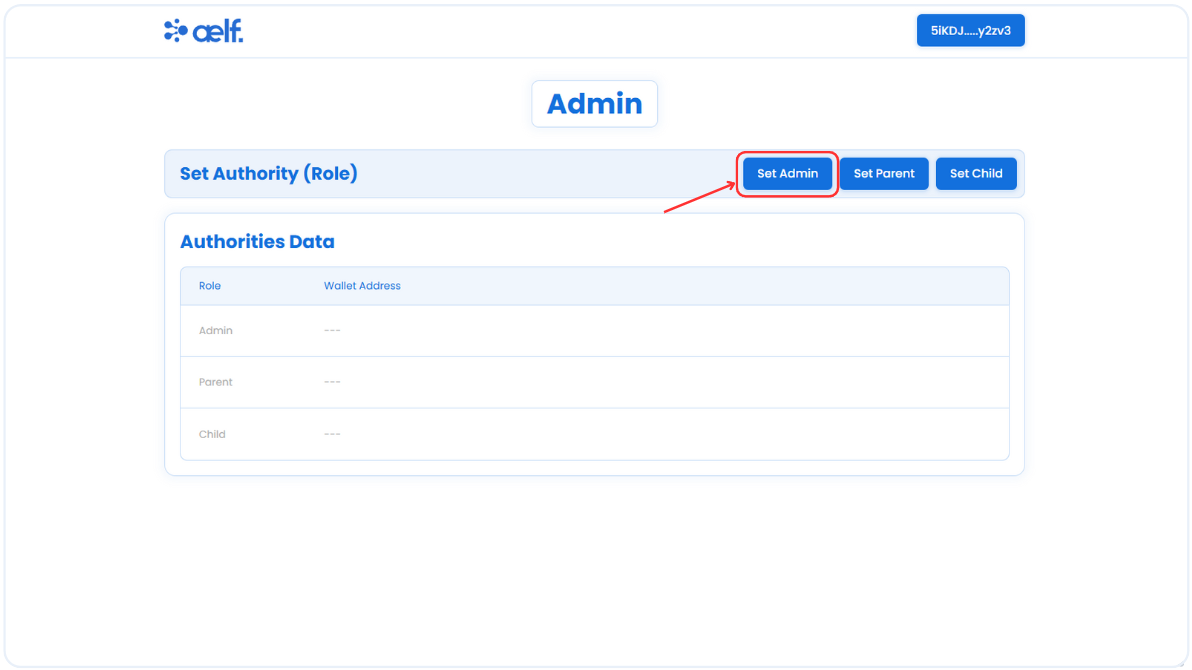 aelf.
5iKDJ.....y2zv3
Admin
Set Authority (Role)
Set Admin
Set Parent
Set Child
Authorities Data
Role Wallet Address
Admin ---
Parent ---
Child ---